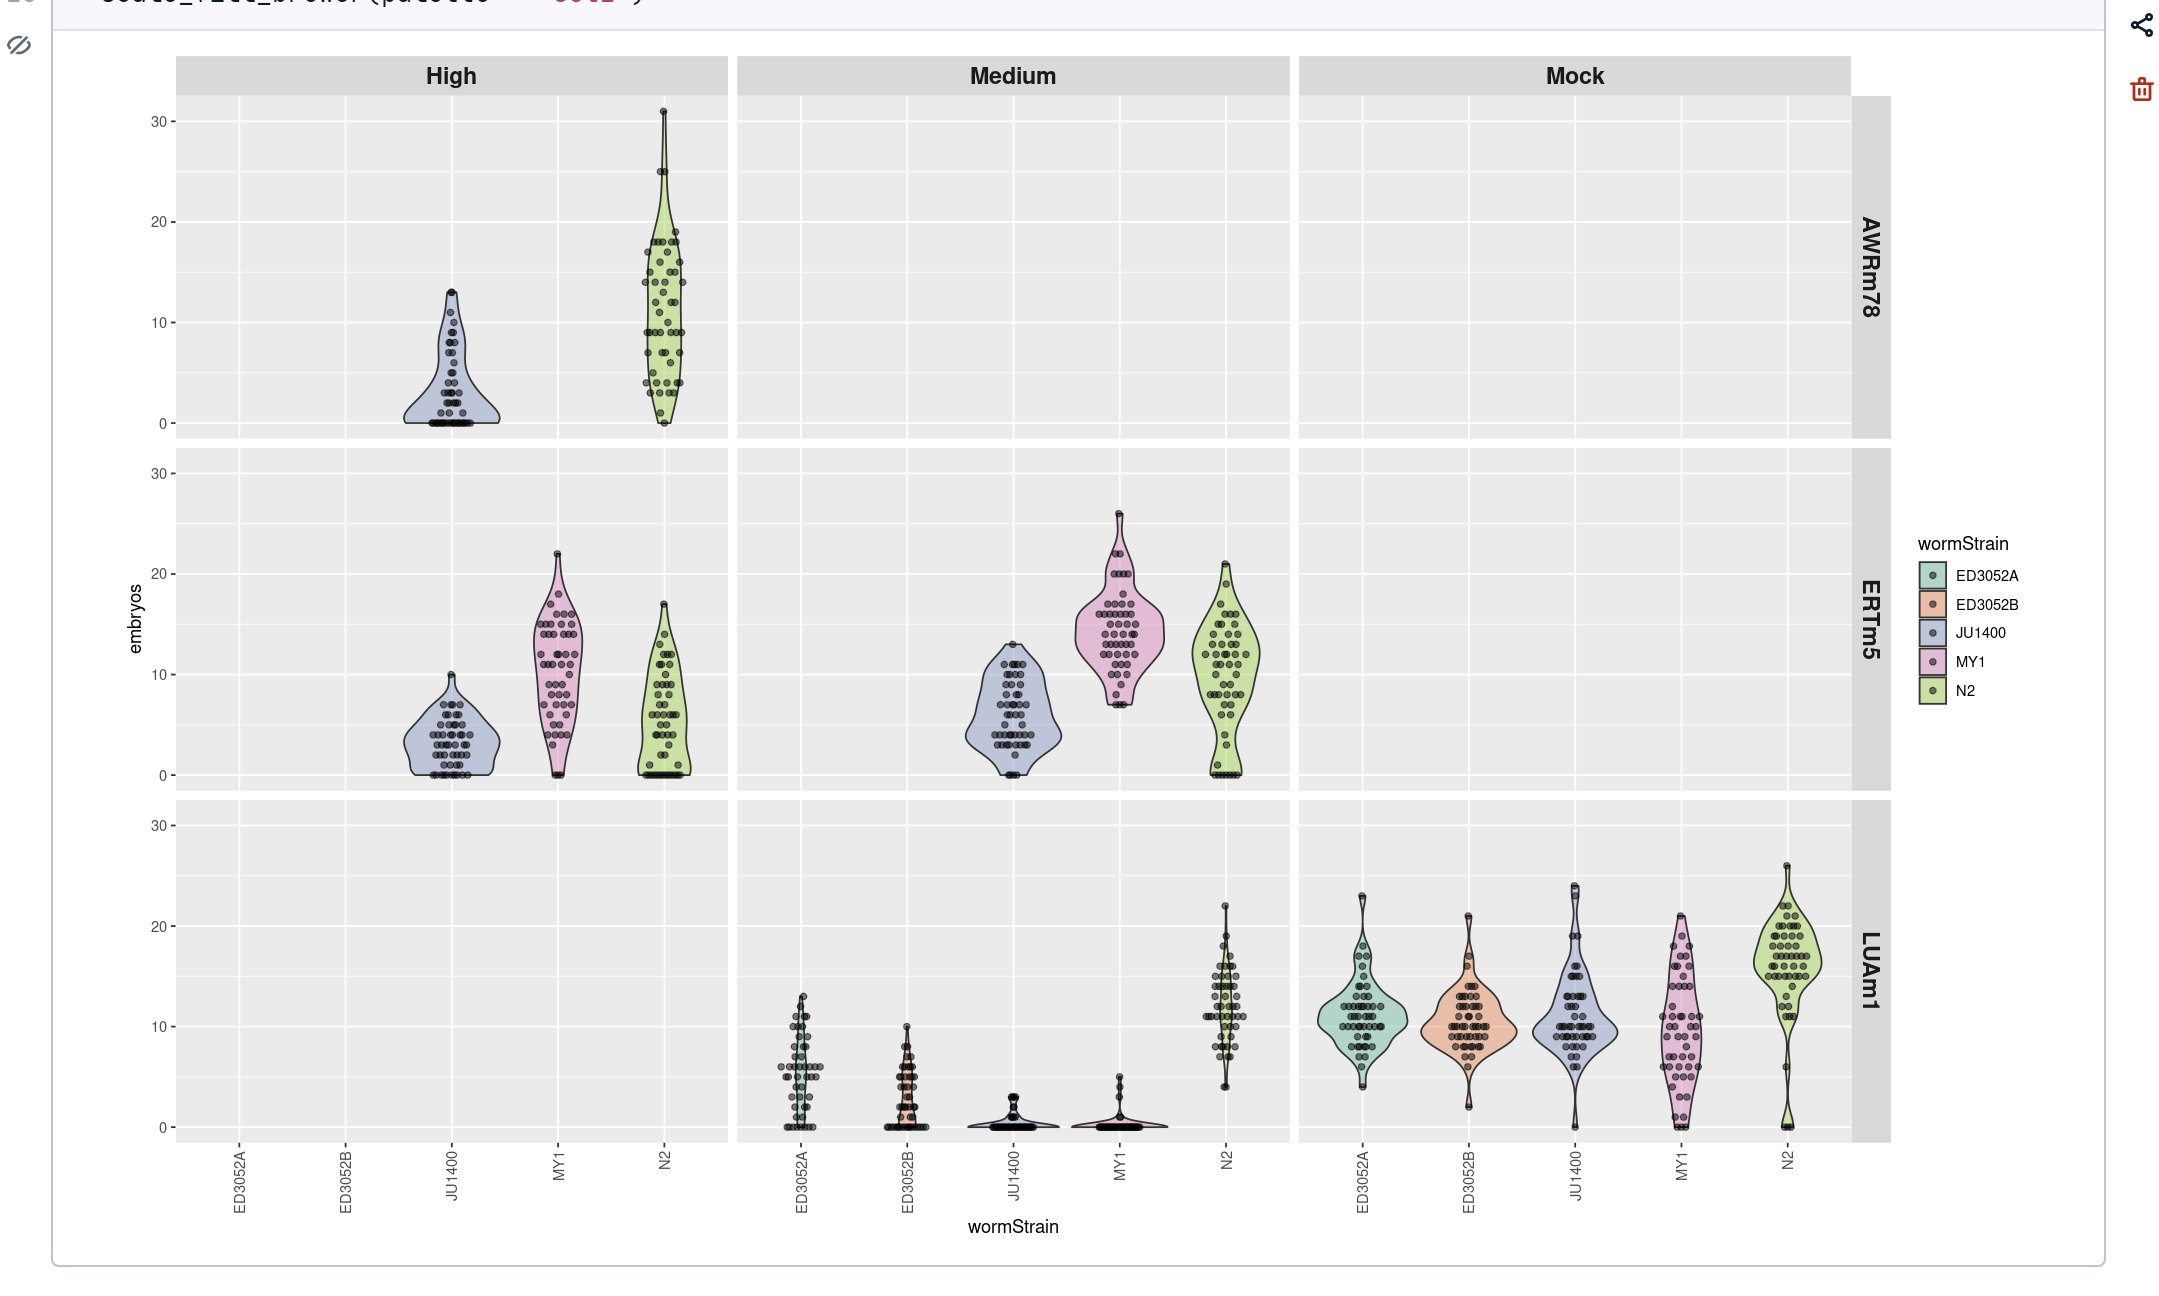 High Medium Mock
30
20
10
0
AWRm78
30
20
10
0
ERTm5
30
20
10
0
LUAm1
embryos
ED3052A ED3052B JU1400 MY1 N2 ED3052A ED3052B JU1400 MY1 N2 ED3052A ED3052B JU1400 MY1 N2
wormStrain
wormStrain
ED3052A
ED3052B
JU1400
MY1
N2